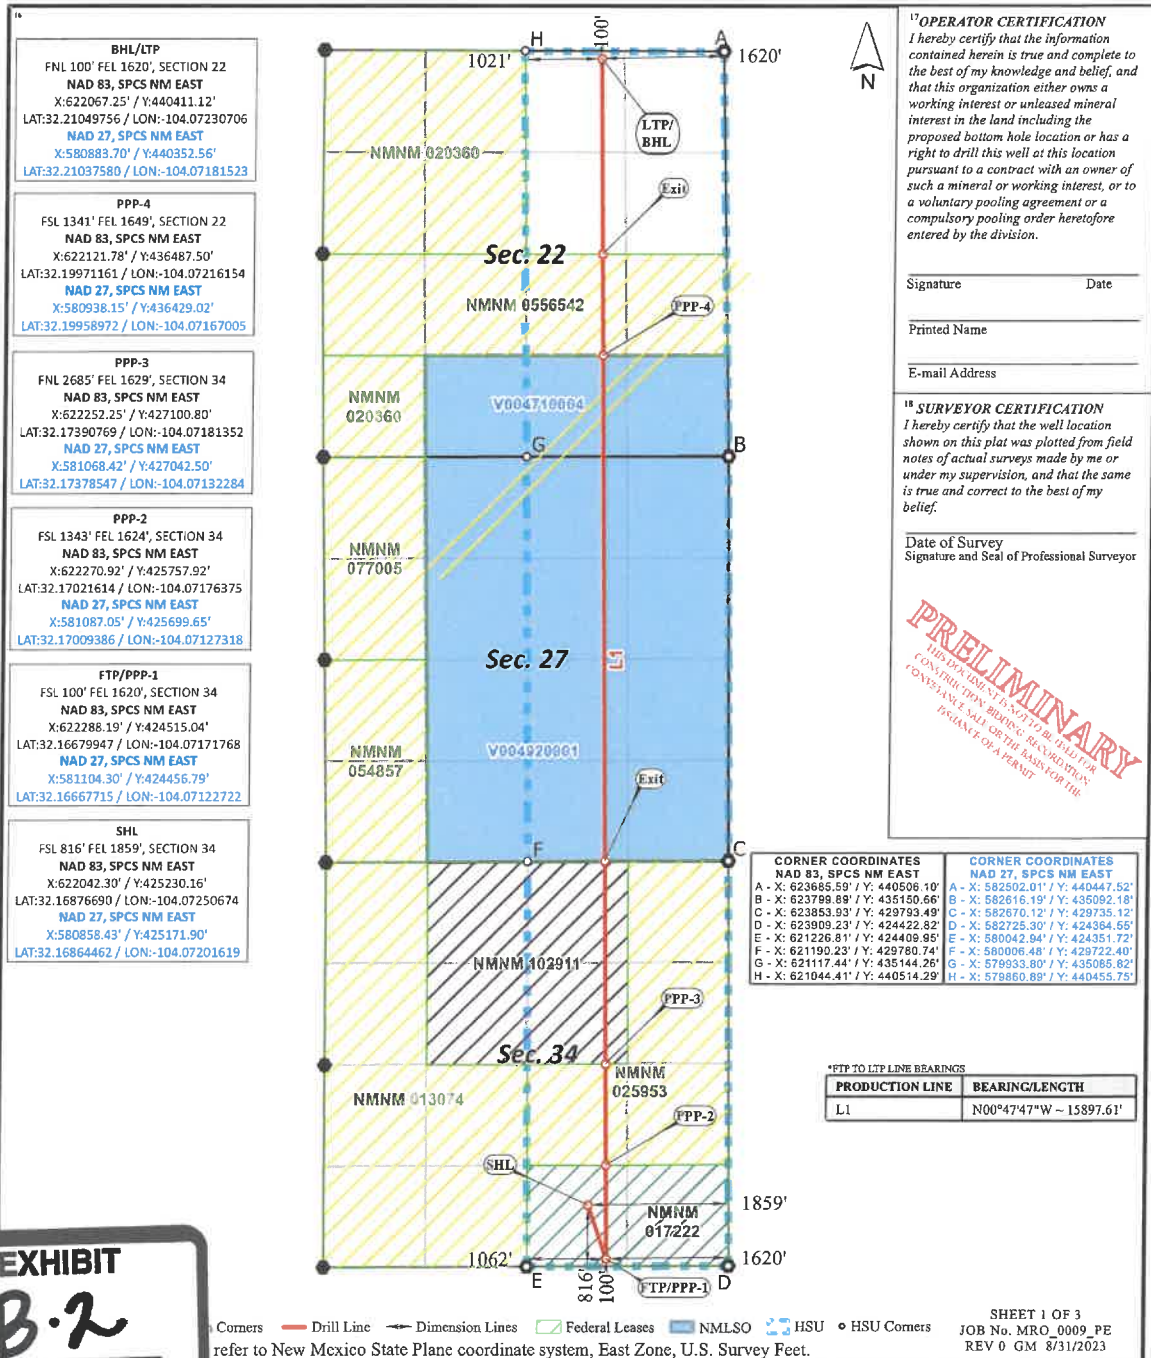 16
BHL/LTP
FNL 100' FEL 1620', SECTION 22
NAD 83, SPCS NM EAST
X:622067.25' / Y:440411.12'
LAT:32.21049756 / LON:-104.07230706
NAD 27, SPCS NM EAST
X:580883.70' / Y:440352.56'
LAT:32.21037580 / LON:-104.07181523
PPP-4
FSL 1341' FEL 1649', SECTION 22
NAD 83, SPCS NM EAST
X:622121.78' / Y:436487.50'
LAT:32.19971161 / LON:-104.07216154
NAD 27, SPCS NM EAST
X:580938.15' / Y:436429.02'
LAT:32.19958972 / LON:-104.07167005
PPP-3
FNL 2685' FEL 1629', SECTION 34
NAD 83, SPCS NM EAST
X:622252.25' / Y:427100.80'
LAT:32.17390769 / LON:-104.07181352
NAD 27, SPCS NM EAST
X:581068.42' / Y:427042.50'
LAT:32.17378547 / LON:-104.07132284
PPP-2
FSL 1343' FEL 1624', SECTION 34
NAD 83, SPCS NM EAST
X:622270.92' / Y:425757.92'
LAT:32.17021614 / LON:-104.07176375
NAD 27, SPCS NM EAST
X:581087.05' / Y:425699.65'
LAT:32.17009386 / LON:-104.07127318
FTP/PPP-1
FSL 100' FEL 1620', SECTION 34
NAD 83, SPCS NM EAST
X:622288.19' / Y:424515.04'
LAT:32.16679947 / LON:-104.07171768
NAD 27, SPCS NM EAST
X:581104.30' / Y:424456.79'
LAT:32.16667715 / LON:-104.07122722
SHL
FSL 816' FEL 1859', SECTION 34
NAD 83, SPCS NM EAST
X:622042.30' / Y:425230.16'
LAT:32.16876690 / LON:-104.07250674
NAD 27, SPCS NM EAST
X:580858.43' / Y:425171.90'
LAT:32.16864462 / LON:-104.07201619
H
100'
A
1021'
1620'
N
LTP/
BHL
NMNM 020360
Exit
Sec. 22
NMNM 0556542
PPP-4
NMNM
020360
V004710004
G
B
NMNM
077005
Sec. 27
L1
V004920001
NMNM
054857
Exit
F
C
NMNM 102911
PPP-3
Sec. 34
NMNM
025953
NMNM 013074
PPP-2
SHL
1859'
NMNM
017222
1062'
1620'
E
816'
100'
FTP/PPP-1
D
17 OPERATOR CERTIFICATION
I hereby certify that the information
contained herein is true and complete to
the best of my knowledge and belief, and
that this organization either owns a
working interest or unleased mineral
interest in the land including the
proposed bottom hole location or has a
right to drill this well at this location
pursuant to a contract with an owner of
such a mineral or working interest, or to
a voluntary pooling agreement or a
compulsory pooling order heretofore
entered by the division.
Signature Date
Printed Name
E-mail Address
18 SURVEYOR CERTIFICATION
I hereby certify that the well location
shown on this plat was plotted from field
notes of actual surveys made by me or
under my supervision, and that the same
is true and correct to the best of my
belief.
Date of Survey
Signature and Seal of Professional Surveyor
PRELIMINARY
THIS DOCUMENT IS NOT TO BE USED FOR
CONSTRUCTION, BIDDING, RECORDATION,
CONVEYANCE, SALE, OR THE BASIS FOR THE
ISSUANCE OF A PERMIT
CORNER COORDINATES
NAD 83, SPCS NM EAST
A - X: 623685.59' / Y: 440506.10'
B - X: 623799.89' / Y: 435150.66'
C - X: 623853.93' / Y: 429793.49'
D - X: 623909.23' / Y: 424422.82'
E - X: 621226.81' / Y: 424409.95'
F - X: 621190.23' / Y: 429780.74'
G - X: 621117.44' / Y: 435144.26'
H - X: 621044.41' / Y: 440514.29'
CORNER COORDINATES
NAD 27, SPCS NM EAST
A - X: 582502.01' / Y: 440447.52'
B - X: 582616.19' / Y: 435092.18'
C - X: 582670.12' / Y: 429735.12'
D - X: 582725.30' / Y: 424364.55'
E - X: 580042.94' / Y: 424351.72'
F - X: 580006.48' / Y: 429722.40'
G - X: 579933.80' / Y: 435085.82'
H - X: 579860.89' / Y: 440455.75'
*FTP TO LTP LINE BEARINGS
PRODUCTION LINE BEARING/LENGTH
L1 N00°47'47"W ~ 15897.61'
EXHIBIT
B·2
Corners Drill Line Dimension Lines Federal Leases NMLSO HSU HSU Corners
refer to New Mexico State Plane coordinate system, East Zone, U.S. Survey Feet.
SHEET 1 OF 3
JOB No. MRO_0009_PE
REV 0 GM 8/31/2023